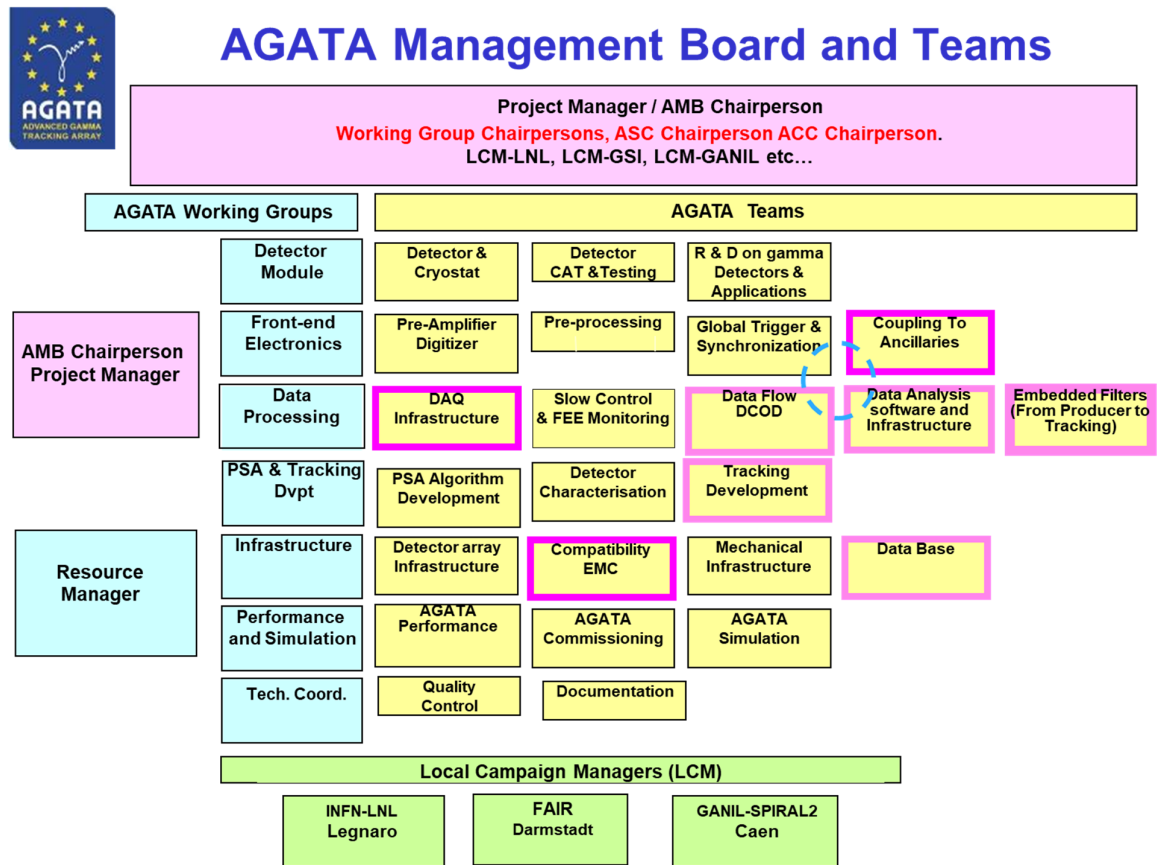 AGATA Management Board and Teams
AGATA
ADVANCED GAMMA
TRACKING ARRAY
Project Manager / AMB Chairperson
Working Group Chairpersons, ASC Chairperson ACC Chairperson.
LCM-LNL, LCM-GSI, LCM-GANIL etc…
AGATA Working Groups
AGATA Teams
Detector
Module
Detector &
Cryostat
Detector
CAT &Testing
R & D on gamma
Detectors &
Applications
AMB Chairperson
Project Manager
Front-end
Electronics
Pre-Amplifier
Digitizer
Pre-processing
Global Trigger &
Synchronization
Coupling To
Ancillaries
Data
Processing
DAQ
Infrastructure
Slow Control
& FEE Monitoring
Data Flow
DCOD
Data Analysis
software and
Infrastructure
Embedded Filters
(From Producer to
Tracking)
PSA & Tracking
Dvpt
PSA Algorithm
Development
Detector
Characterisation
Tracking
Development
Resource
Manager
Infrastructure
Detector array
Infrastructure
Compatibility
EMC
Mechanical
Infrastructure
Data Base
Performance
and Simulation
AGATA
Performance
AGATA
Commissioning
AGATA
Simulation
Tech. Coord.
Quality
Control
Documentation
Local Campaign Managers (LCM)
INFN-LNL
Legnaro
FAIR
Darmstadt
GANIL-SPIRAL2
Caen